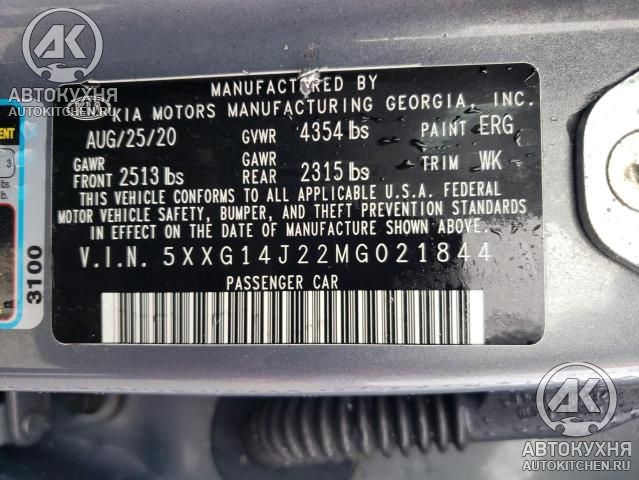 АВТОКУХНЯ
AUTOKITCHEN.RU
MANUFACTURED BY
KIA MOTORS MANUFACTURING GEORGIA, INC.
AUG/25/20 GVWR 4354 lbs PAINT ERG
GAWR FRONT 2513 lbs GAWR REAR 2315 lbs TRIM WK
THIS VEHICLE CONFORMS TO ALL APPLICABLE U.S.A. FEDERAL
MOTOR VEHICLE SAFETY, BUMPER, AND THEFT PREVENTION STANDARDS
IN EFFECT ON THE DATE OF MANUFACTURE SHOWN ABOVE.
V.I.N. 5XXG14J22MG021844
PASSENGER CAR
3100
3
lbs.
lb.
АВТОКУХНЯ
AUTOKITCHEN.RU